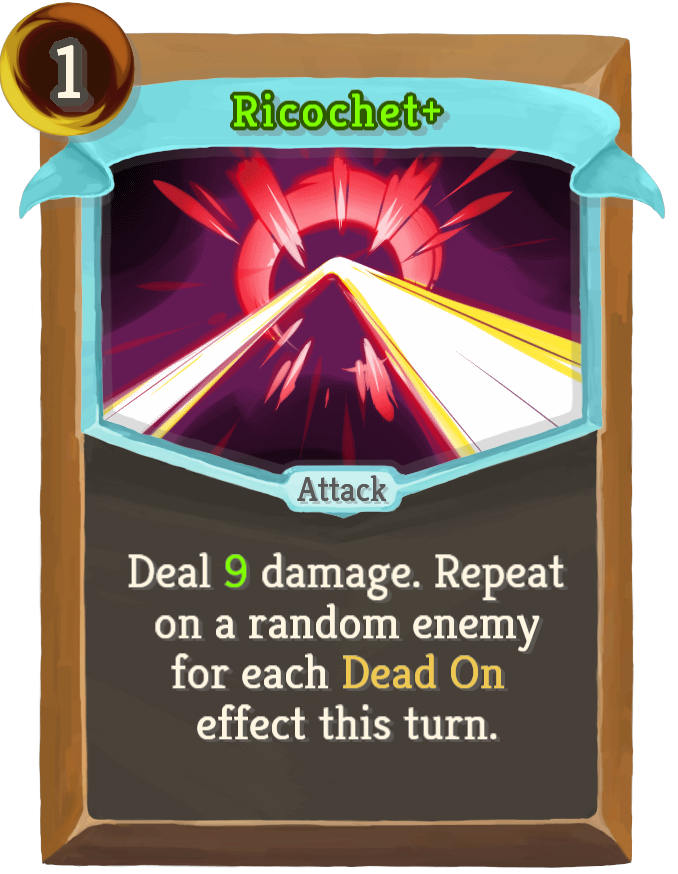 1
Ricochet+
Attack
Deal 9 damage. Repeat
on a random enemy
for each Dead On
effect this turn.